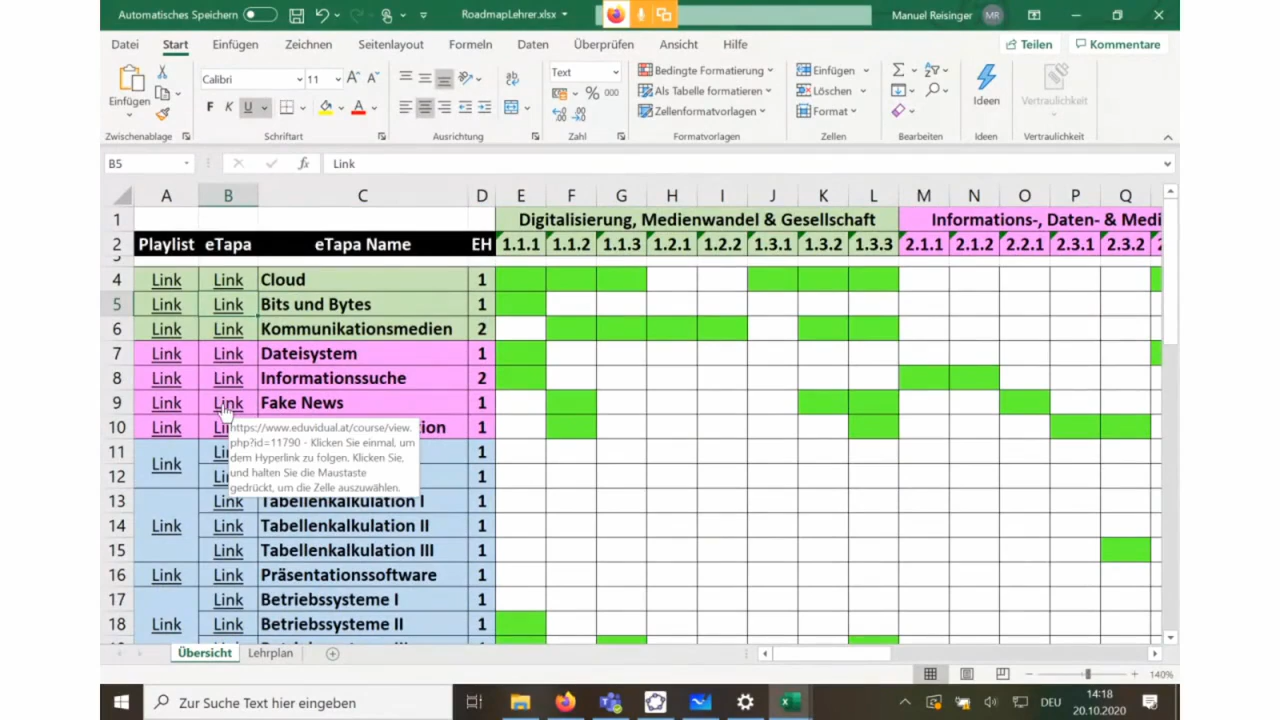 Automatisches Speichern
RoadmapLehrer.xlsx
Manuel Reisinger MR
Datei Start Einfügen Zeichnen Seitenlayout Formeln Daten Überprüfen Ansicht Hilfe Teilen Kommentare
Einfügen
Calibri 11
F K U
Text
% 000
Bedingte Formatierung
Als Tabelle formatieren
Zellenformatvorlagen
Einfügen
Löschen
Format
Ideen
Vertraulichkeit
Zwischenablage Schriftart Ausrichtung Zahl Formatvorlagen Zellen Bearbeiten Ideen Vertraulichkeit
B5 fx Link
A B C D E F G H I J K L M N O P Q
1 Digitalisierung, Medienwandel & Gesellschaft Informations-, Daten- & Medi
2 Playlist eTapa eTapa Name EH 1.1.1 1.1.2 1.1.3 1.2.1 1.2.2 1.3.1 1.3.2 1.3.3 2.1.1 2.1.2 2.2.1 2.3.1 2.3.2
4 Link Link Cloud 1
5 Link Link Bits und Bytes 1
6 Link Link Kommunikationsmedien 2
7 Link Link Dateisystem 1
8 Link Link Informationssuche 2
9 Link Link Fake News 1
10 Link 1
https://www.eduvidual.at/course/view.
php?id=11790 - Klicken Sie einmal, um
dem Hyperlink zu folgen. Klicken Sie,
und halten Sie die Maustaste
gedrückt, um die Zelle auszuwählen.
11 Link 1
12 1
13 Link Tabellenkalkulation I 1
14 Link Link Tabellenkalkulation II 1
15 Link Tabellenkalkulation III 1
16 Link Link Präsentationssoftware 1
17 Link Betriebssysteme I 1
18 Link Link Betriebssysteme II 1
Übersicht Lehrplan
140%
Zur Suche Text hier eingeben
DEU
14:18
20.10.2020